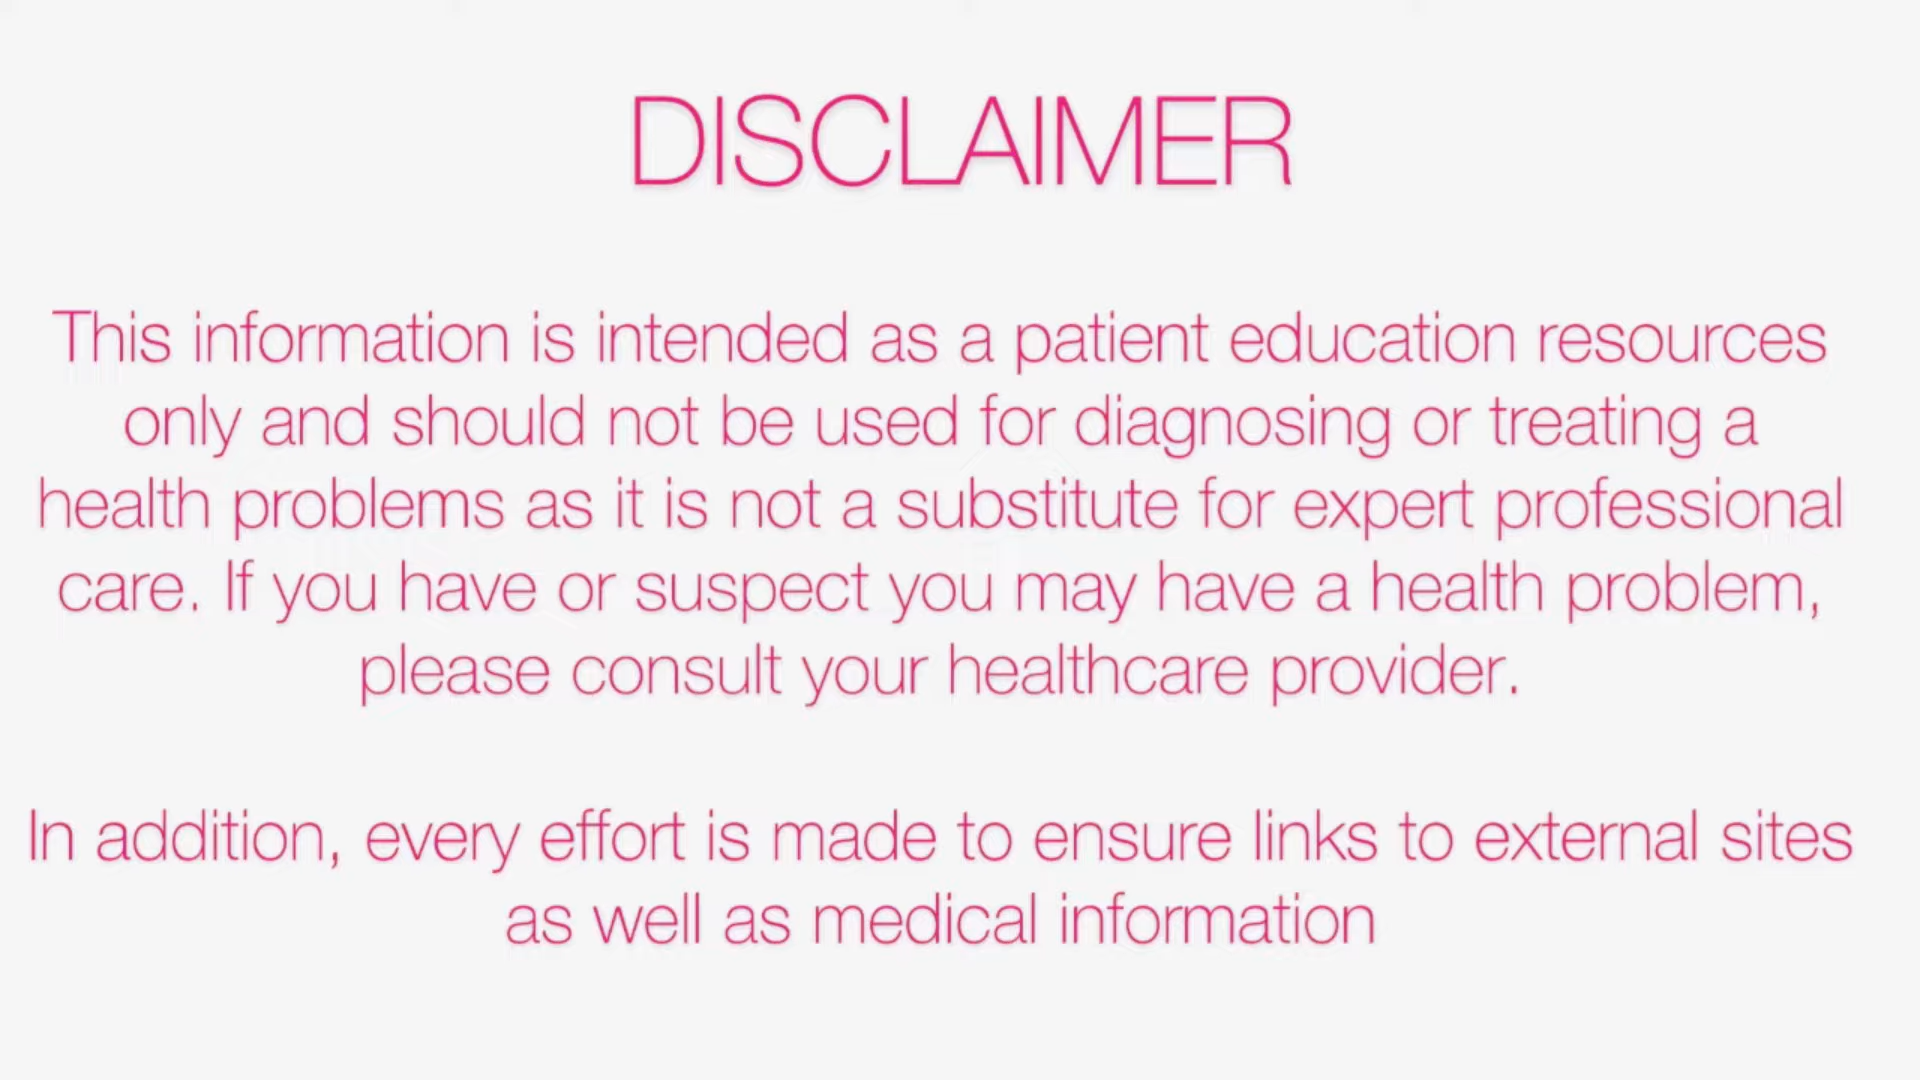 DISCLAIMER
This information is intended as a patient education resources
only and should not be used for diagnosing or treating a
health problems as it is not a substitute for expert professional
care. If you have or suspect you may have a health problem,
please consult your healthcare provider.
In addition, every effort is made to ensure links to external sites
as well as medical information